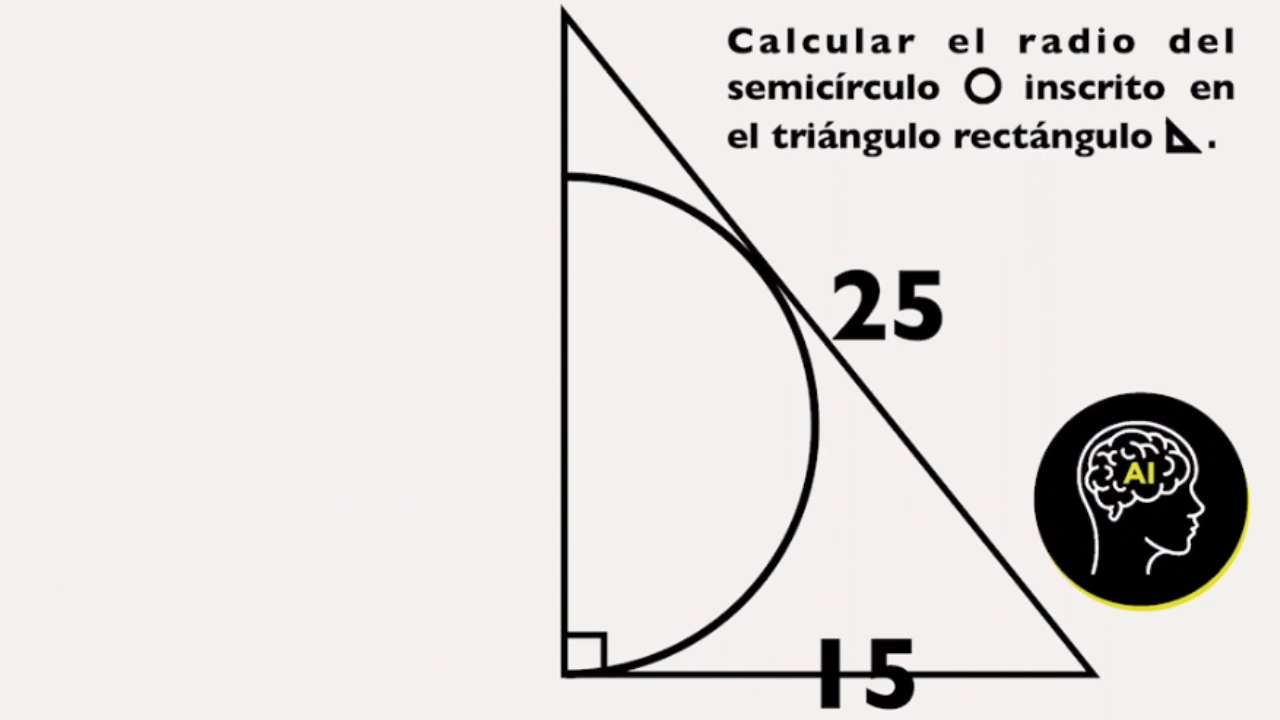 Calcular el radio del
semicírculo inscrito en
el triángulo rectángulo .
25
AI
15